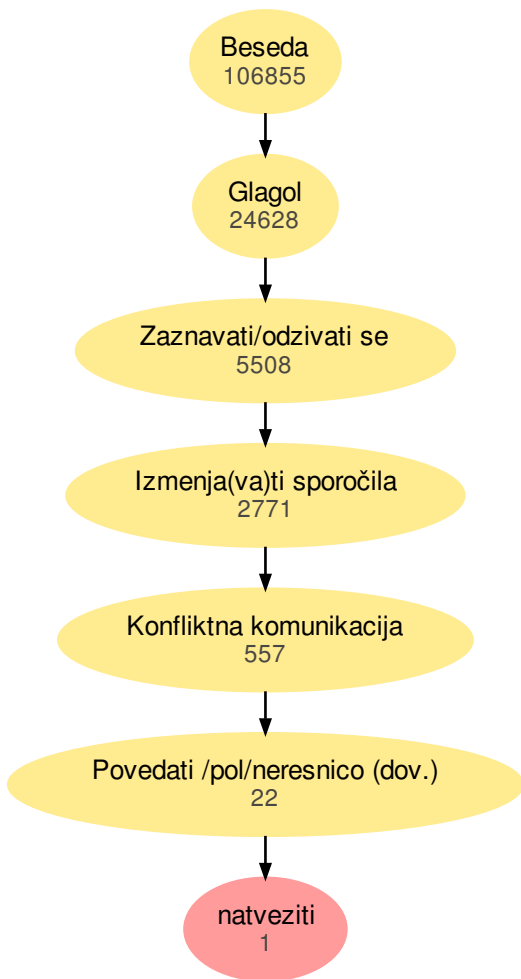 Beseda
106855
Glagol
24628
Zaznavati/odzivati se
5508
Izmenja(va)ti sporočila
2771
Konfliktna komunikacija
557
Povedati /pol/neresnico (dov.)
22
natveziti
1